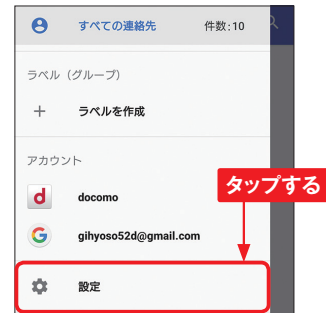 すべての連絡先 件数:10
ラベル（グループ）
ラベルを作成
アカウント
タップする
docomo
gihyoso52d@gmail.com
設定